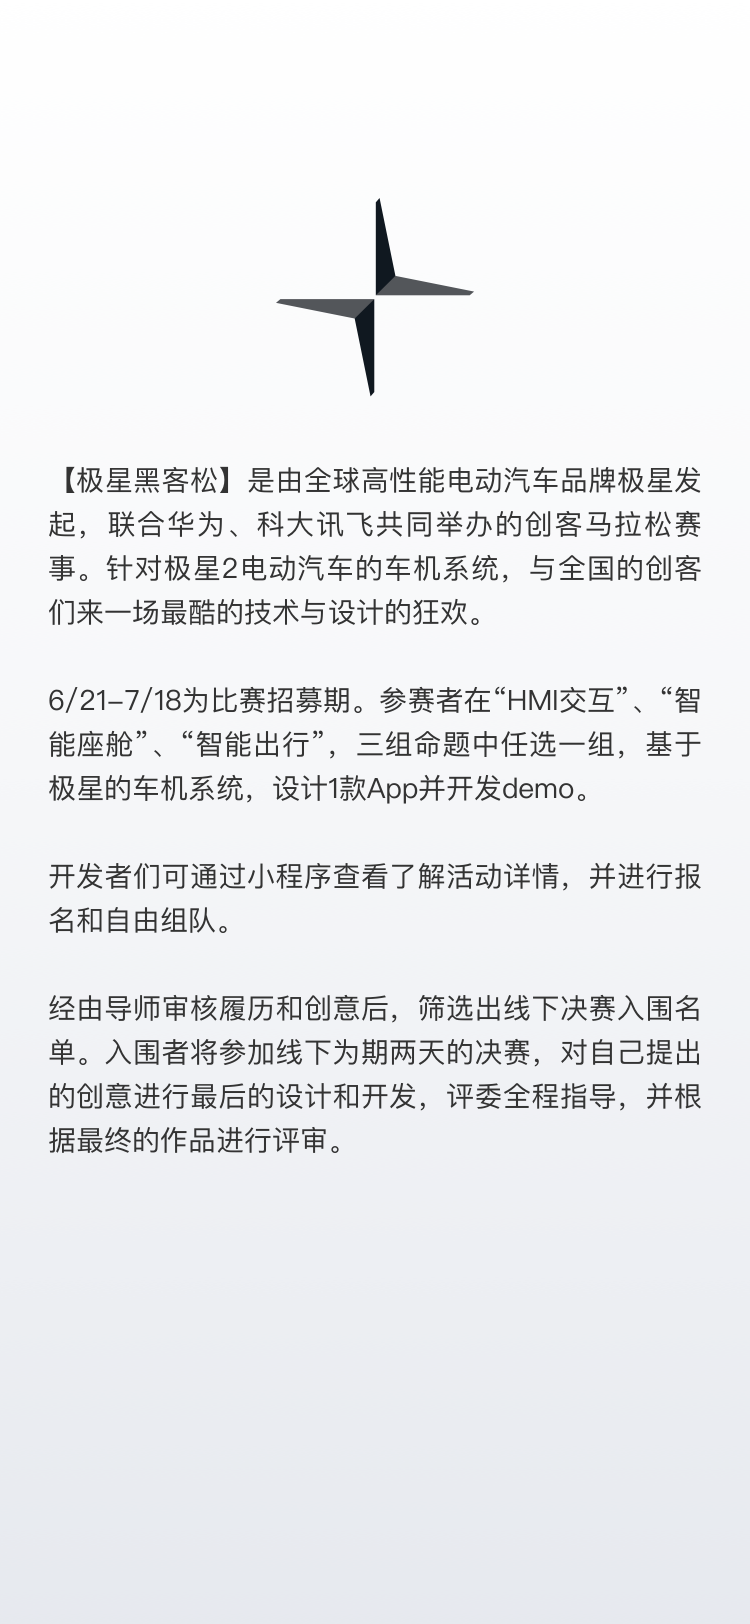 【极星黑客松】是由全球高性能电动汽车品牌极星发
起，联合华为、科大讯飞共同举办的创客马拉松赛
事。针对极星2电动汽车的车机系统，与全国的创客
们来一场最酷的技术与设计的狂欢。
6/21–7/18为比赛招募期。参赛者在“HMI交互”、“智
能座舱”、“智能出行”，三组命题中任选一组，基于
极星的车机系统，设计1款App并开发demo。
开发者们可通过小程序查看了解活动详情，并进行报
名和自由组队。
经由导师审核履历和创意后，筛选出线下决赛入围名
单。入围者将参加线下为期两天的决赛，对自己提出
的创意进行最后的设计和开发，评委全程指导，并根
据最终的作品进行评审。